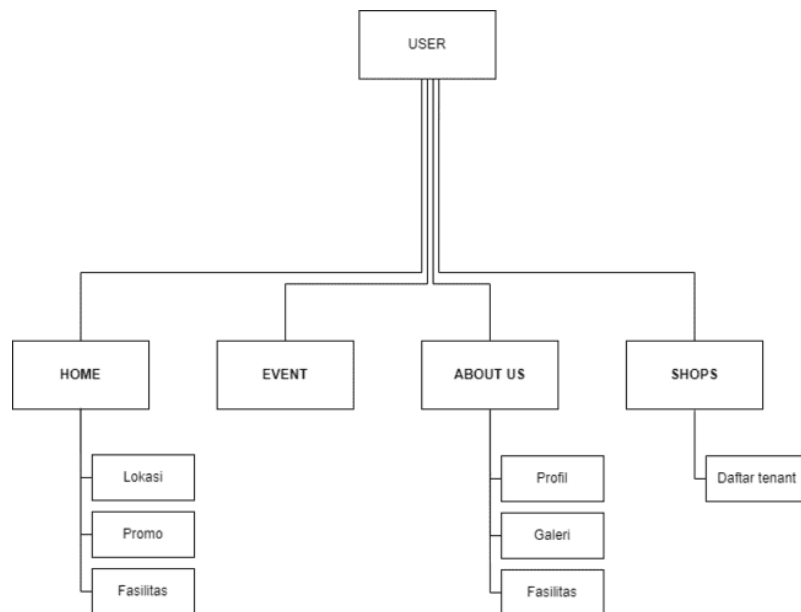 USER
HOME
EVENT
ABOUT US
SHOPS
Lokasi
Profil
Daftar tenant
Promo
Galeri
Fasilitas
Fasilitas